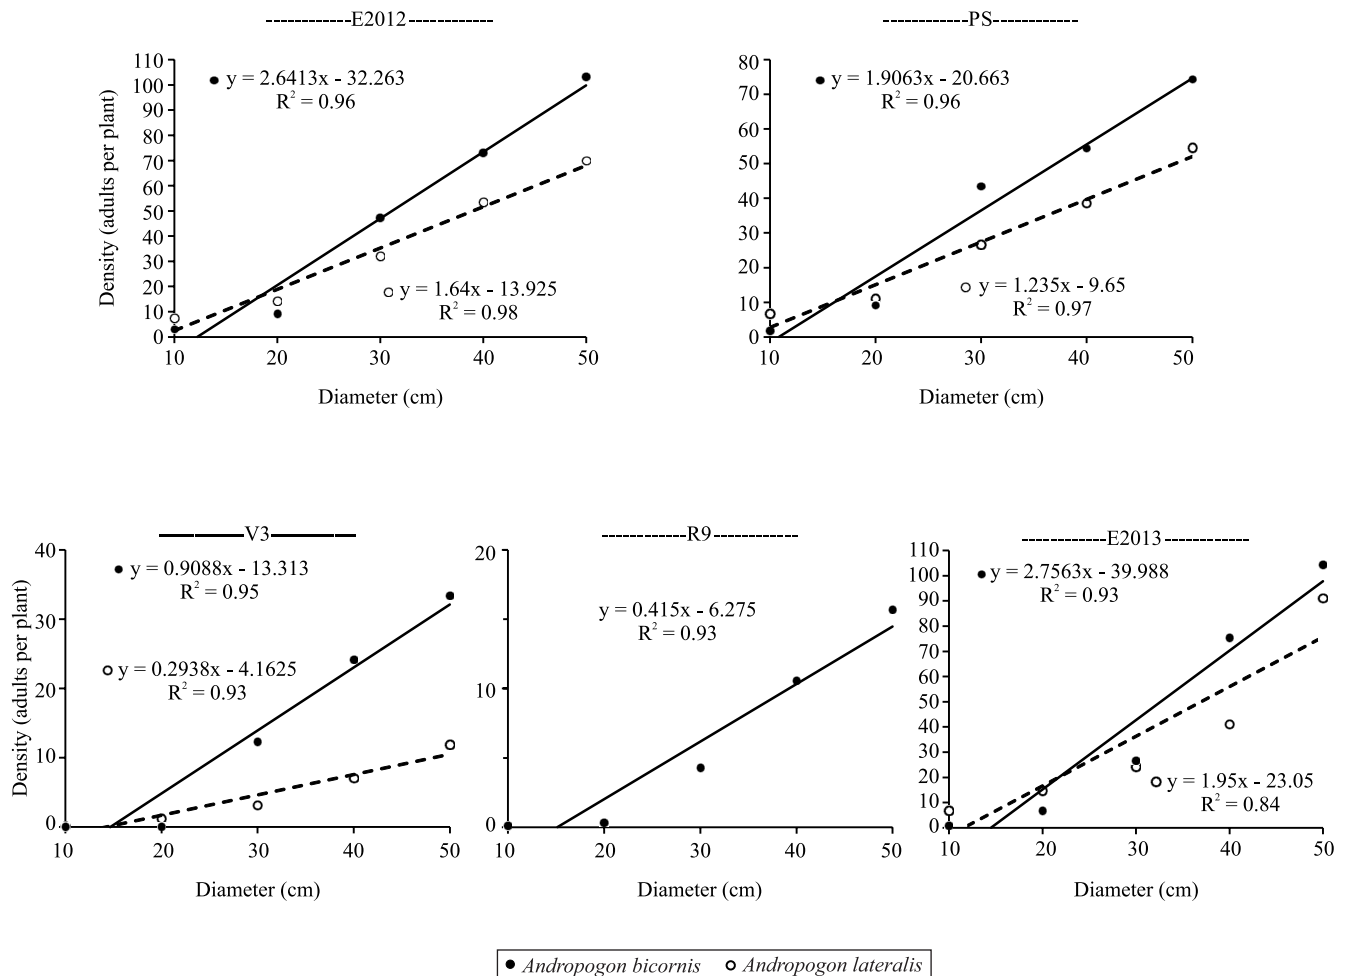 E2012
110
100
90
80
70
60
50
40
30
20
10
0
y = 2.6413x - 32.263
R² = 0.96
y = 1.64x - 13.925
R² = 0.98
10 20 30 40 50
Diameter (cm)
Density (adults per plant)
PS
80
70
60
50
40
30
20
10
0
y = 1.9063x - 20.663
R² = 0.96
y = 1.235x - 9.65
R² = 0.97
10 20 30 40 50
Diameter (cm)
V3
40
30
20
10
0
y = 0.9088x - 13.313
R² = 0.95
y = 0.2938x - 4.1625
R² = 0.93
10 20 30 40 50
Diameter (cm)
Density (adults per plant)
R9
20
10
0
y = 0.415x - 6.275
R² = 0.93
10 20 30 40 50
Diameter (cm)
E2013
110
100
90
80
70
60
50
40
30
20
10
0
y = 2.7563x - 39.988
R² = 0.93
y = 1.95x - 23.05
R² = 0.84
10 20 30 40 50
Diameter (cm)
Andropogon bicornis Andropogon lateralis